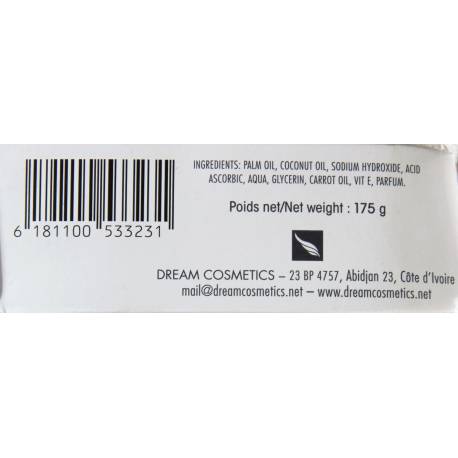 INGREDIENTS: PALM OIL, COCONUT OIL, SODIUM HYDROXIDE, ACID
ASCORBIC, AQUA, GLYCERIN, CARROT OIL, VIT E, PARFUM.
Poids net/Net weight : 175 g
6 181100 533231
DREAM COSMETICS – 23 BP 4757, Abidjan 23, Côte d'Ivoire
mail@dreamcosmetics.net – www.dreamcosmetics.net